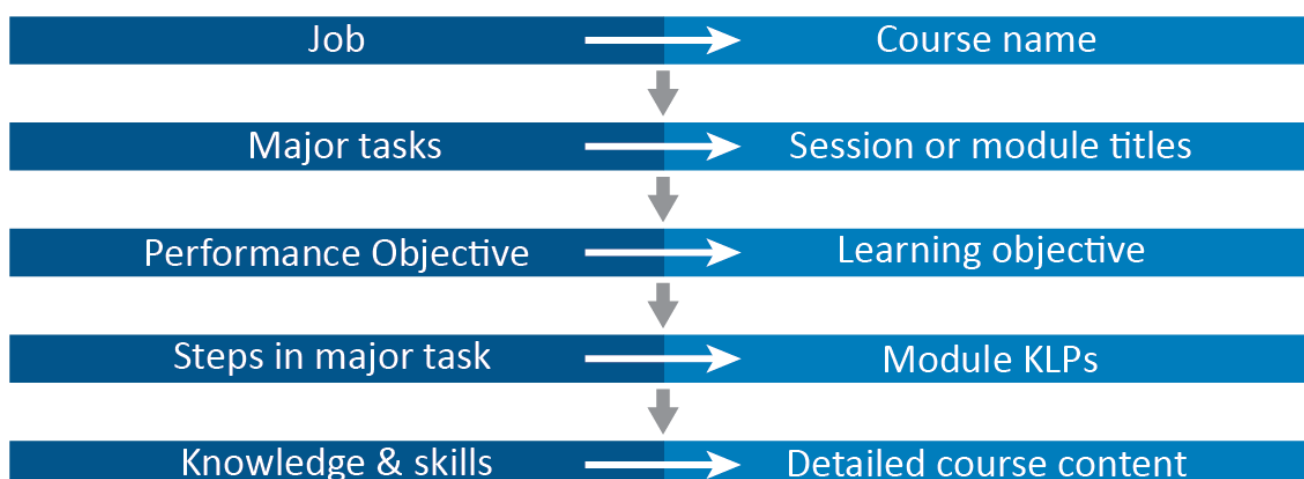 Job
Course name
Major tasks
Session or module titles
Performance Objective
Learning objective
Steps in major task
Module KLPs
Knowledge & skills
Detailed course content